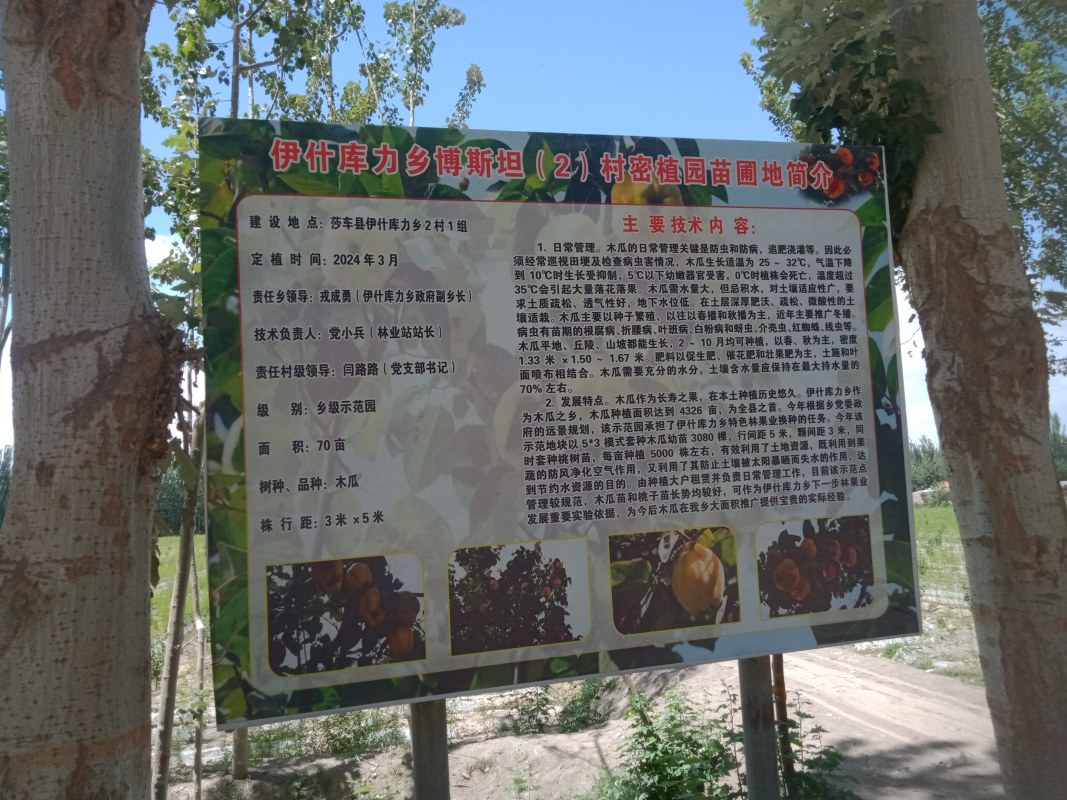 伊什库力乡博斯坦（2）村密植园苗圃地简介
建设地点：莎车县伊什库力乡2村1组
定植时间：2024年3月
责任乡领导：戎成勇（伊什库力乡政府副乡长）
技术负责人：党小兵（林业站站长）
责任村级领导：闫路路（党支部书记）
级别：乡级示范园
面积：70亩
树种、品种：木瓜
株行距：3米×5米
主要技术内容：
1. 日常管理。木瓜的日常管理关键是防虫和防病，追肥浇灌等。因此必
须经常巡视田埂及检查病虫害情况，木瓜生长适温为 25 ~ 32℃，气温下降
到 10℃时生长受抑制，5℃以下幼嫩器官受害，0℃时植株会死亡，温度超过
35℃会引起大量落花落果。木瓜需水量大，但忌积水，对土壤适应性广，要
求土质疏松、透气性好，地下水位低。在土层深厚肥沃、疏松、微酸性的土
壤适栽。木瓜主要以种子繁殖，以往以春播和秋播为主，近年主要推广冬播。
病虫有苗期的根腐病、折腰病、叶斑病、白粉病和蚜虫、介壳虫、红蜘蛛、线虫等。
木瓜平地、丘陵、山坡都能生长，2 ~ 10 月均可种植，以春、秋为主，密度
1.33 米 ×1.50 ~ 1.67 米。肥料以促生肥、催花肥和壮果肥为主，土施和叶
面喷布相结合。木瓜需要充分的水分，土壤含水量应保持在最大持水量的
70% 左右。
2. 发展特点。木瓜作为长寿之果，在本土种植历史悠久。伊什库力乡作
为木瓜之乡，木瓜种植面积达到 4326 亩，为全县之首。今年根据乡党委政
府的远景规划，该示范园承担了伊什库力乡特色林果业换种的任务。今年该
示范地块以 5*3 模式套种木瓜幼苗 3080 棵，行间距 5 米，颗间距 3 米，同
时套种桃树苗，每亩种植 5000 株左右，有效利用了土地资源，既利用到果
蔬的防风净化空气作用，又利用了其防止土壤被太阳暴晒而失水的作用，达
到节约水资源的目的。由种植大户租赁并负责日常管理工作，目前该示范点
管理较规范，木瓜苗和桃子苗长势均较好，可作为伊什库力乡下一步林果业
发展重要实验依据，为今后木瓜在我乡大面积推广提供宝贵的实际经验。